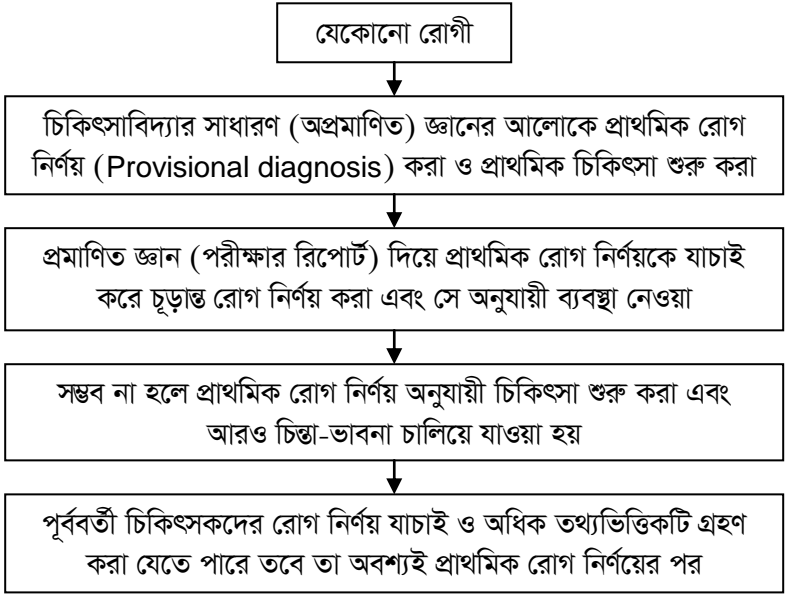 যেকোনো রোগী
চিকিৎসাবিদ্যার সাধারণ (অপ্রমাণিত) জ্ঞানের আলোকে প্রাথমিক রোগ
নির্ণয় (Provisional diagnosis) করা ও প্রাথমিক চিকিৎসা শুরু করা
প্রমাণিত জ্ঞান (পরীক্ষার রিপোর্ট) দিয়ে প্রাথমিক রোগ নির্ণয়কে যাচাই
করে চূড়ান্ত রোগ নির্ণয় করা এবং সে অনুযায়ী ব্যবস্থা নেওয়া
সম্ভব না হলে প্রাথমিক রোগ নির্ণয় অনুযায়ী চিকিৎসা শুরু করা এবং
আরও চিন্তা-ভাবনা চালিয়ে যাওয়া হয়
পূর্ববর্তী চিকিৎসকদের রোগ নির্ণয় যাচাই ও অধিক তথ্যভিত্তিকটি গ্রহণ
করা যেতে পারে তবে তা অবশ্যই প্রাথমিক রোগ নির্ণয়ের পর